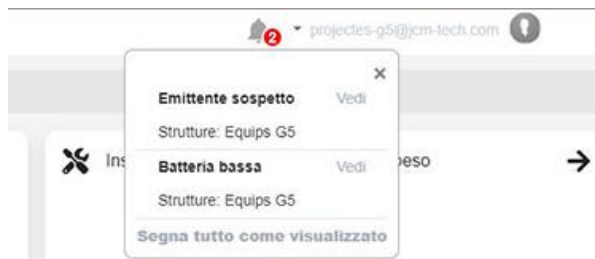 2 projectes-g5@jcm-tech.com
×
Emittente sospetto Vedi
Strutture: Equips G5
Ins
Batteria bassa Vedi
peso
Strutture: Equips G5
Segna tutto come visualizzato